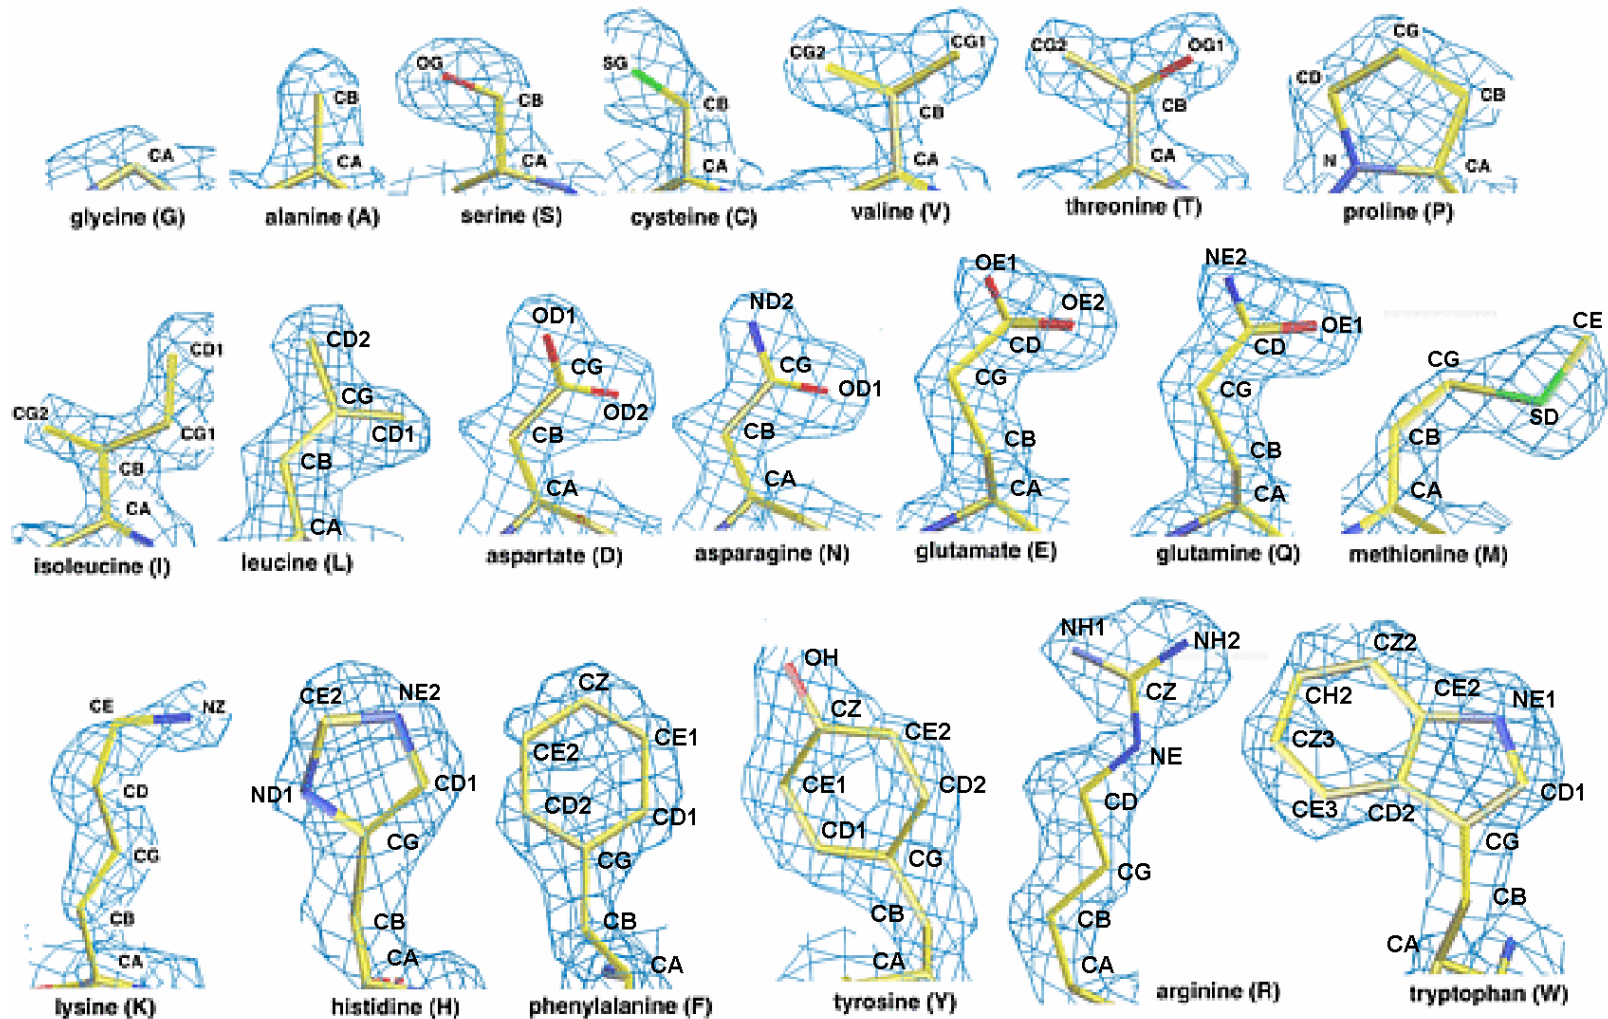 CA
glycine (G)
CB
CA
alanine (A)
OG
CB
CA
serine (S)
SG
CB
CA
cysteine (C)
CG2
CG1
CB
CA
valine (V)
CG2
OG1
CB
CA
threonine (T)
CG
CD
CB
N
CA
proline (P)
CD1
CG2
CG1
CB
CA
isoleucine (I)
CD2
CG
CD1
CB
CA
leucine (L)
OD1
CG
OD2
CB
CA
aspartate (D)
ND2
CG
OD1
CB
CA
asparagine (N)
OE1
OE2
CD
CG
CB
CA
glutamate (E)
NE2
OE1
CD
CG
CB
CA
glutamine (Q)
CE
CG
SD
CB
CA
methionine (M)
CE
NZ
CD
CG
CB
CA
lysine (K)
CE2
NE2
ND1
CD1
CG
CB
CA
histidine (H)
CZ
CE2
CE1
CD2
CD1
CG
CB
CA
phenylalanine (F)
OH
CZ
CE2
CE1
CD2
CD1
CG
CB
CA
tyrosine (Y)
NH1
NH2
CZ
NE
CD
CG
CB
CA
arginine (R)
CZ2
CH2
CE2
NE1
CZ3
CE3
CD2
CD1
CG
CB
CA
tryptophan (W)